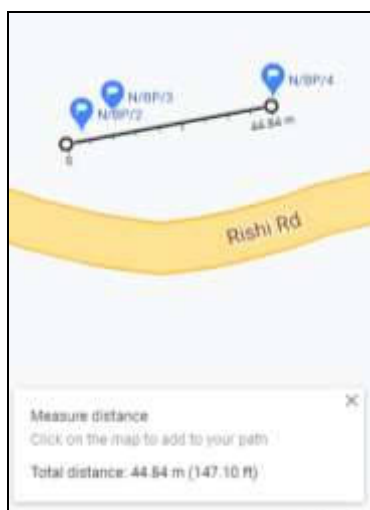 N/BP/4
N/BP/3
N/BP/2
44.84 m
0
Rishi Rd
Measure distance
Click on the map to add to your path
Total distance: 44.84 m (147.10 ft)